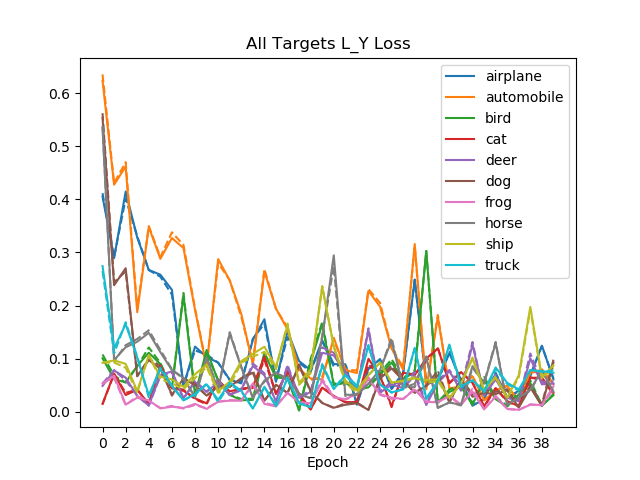 All Targets L_Y Loss
0.6
0.5
0.4
0.3
0.2
0.1
0.0
airplane
automobile
bird
cat
deer
dog
frog
horse
ship
truck
0 2 4 6 8 10 12 14 16 18 20 22 24 26 28 30 32 34 36 38
Epoch